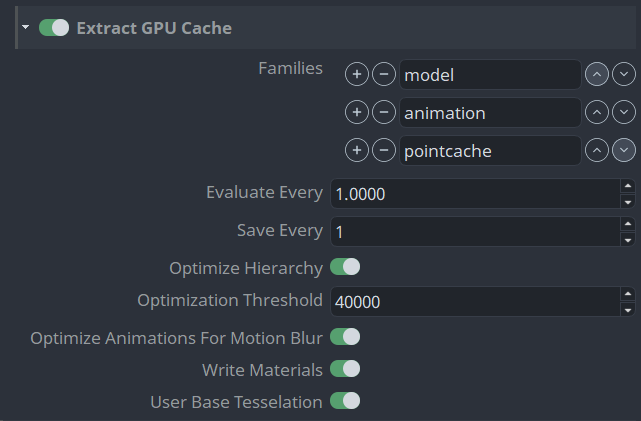 Extract GPU Cache
Families
model
animation
pointcache
Evaluate Every 1.0000
Save Every 1
Optimize Hierarchy
Optimization Threshold 40000
Optimize Animations For Motion Blur
Write Materials
User Base Tesselation